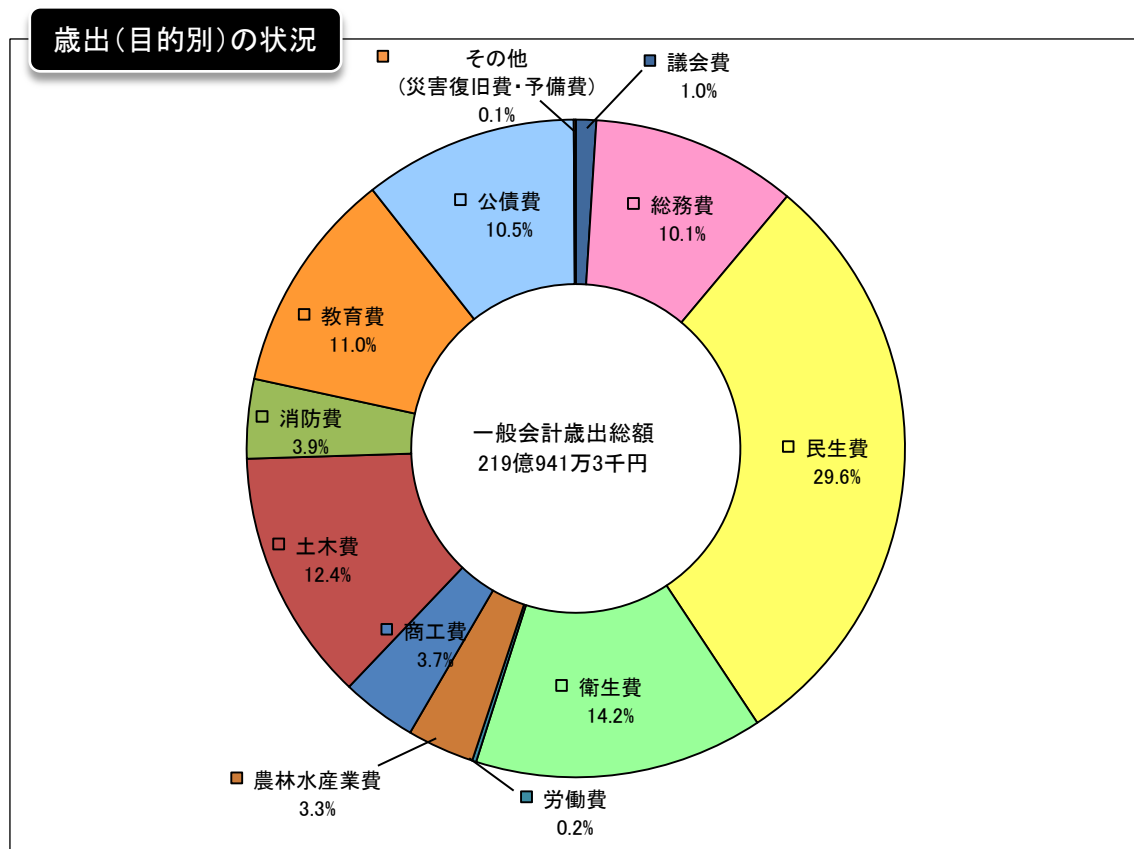 歳出(目的別)の状況
その他
(災害復旧費・予備費)
0.1%
議会費
1.0%
総務費
10.1%
民生費
29.6%
衛生費
14.2%
労働費
0.2%
農林水産業費
3.3%
商工費
3.7%
土木費
12.4%
消防費
3.9%
教育費
11.0%
公債費
10.5%
一般会計歳出総額
219億941万3千円